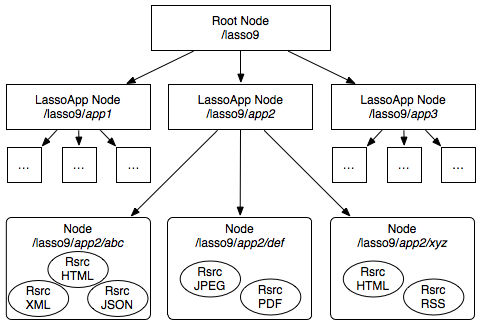 Root Node
/lasso9
LassoApp Node
/lasso9/app1
LassoApp Node
/lasso9/app2
LassoApp Node
/lasso9/app3
...
...
...
...
...
...
Node
/lasso9/app2/abc
Rsrc
HTML
Rsrc
XML
Rsrc
JSON
Node
/lasso9/app2/def
Rsrc
JPEG
Rsrc
PDF
Node
/lasso9/app2/xyz
Rsrc
HTML
Rsrc
RSS